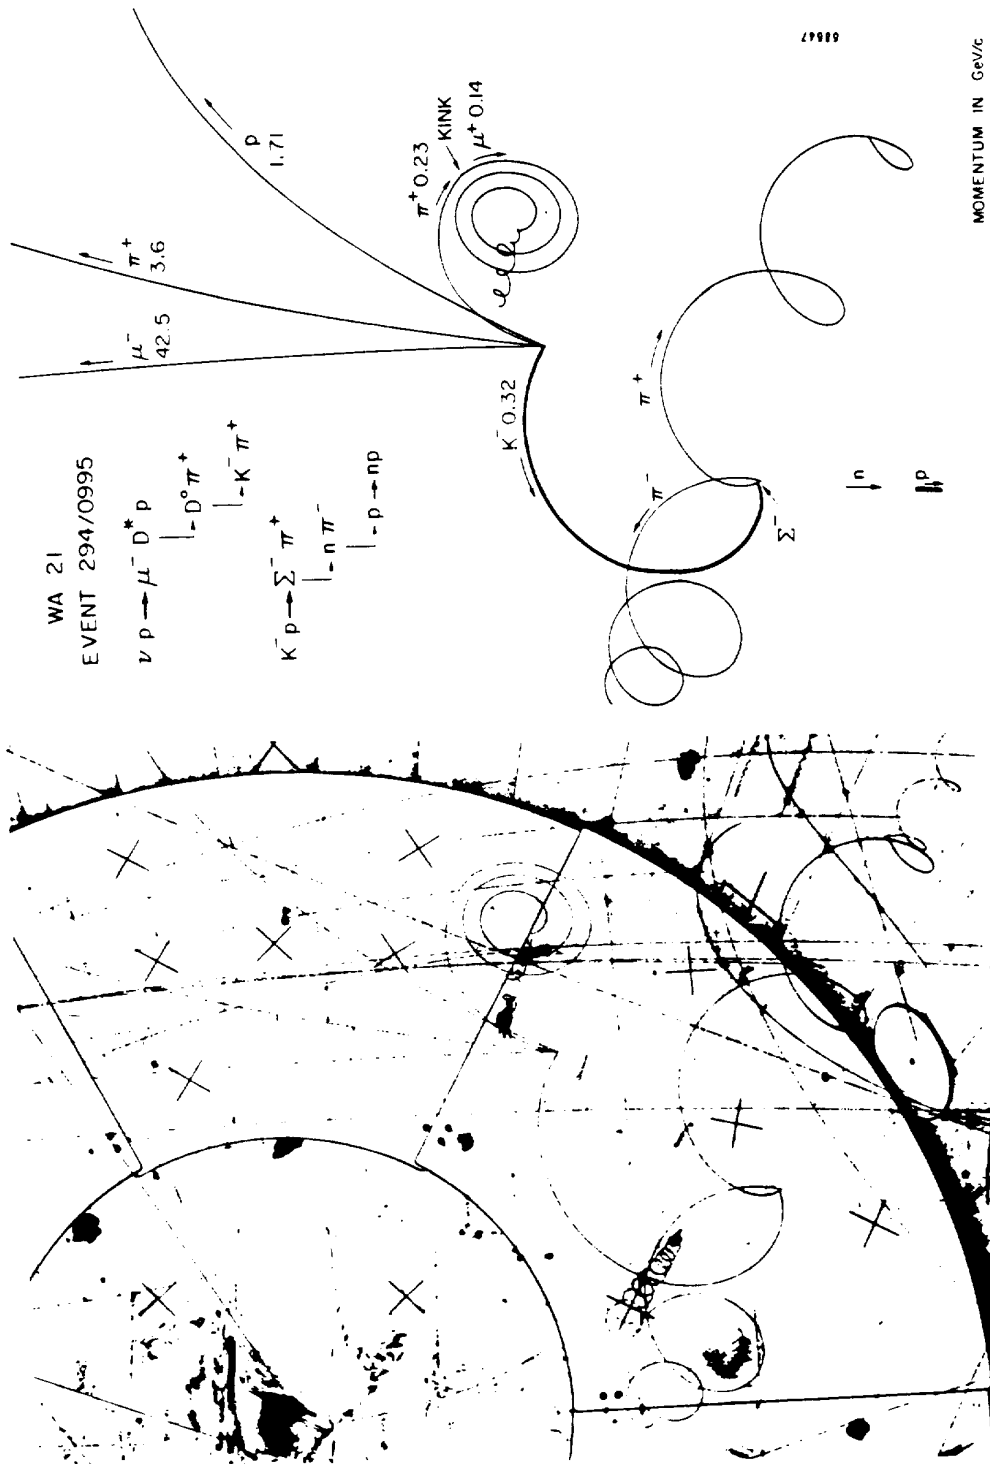 WA 21
EVENT 294/0995
ν p → μ⁻ D* p
D° π⁺
K⁻ π⁺
K⁻ p → Σ⁻ π⁺
n π⁻
p → np
μ⁻
42.5
π⁺
3.6
p
1.71
π⁺ 0.23
KINK
μ⁺ 0.14
K⁻ 0.32
π⁻
π⁺
Σ⁻
n
p
MOMENTUM IN GeV/c